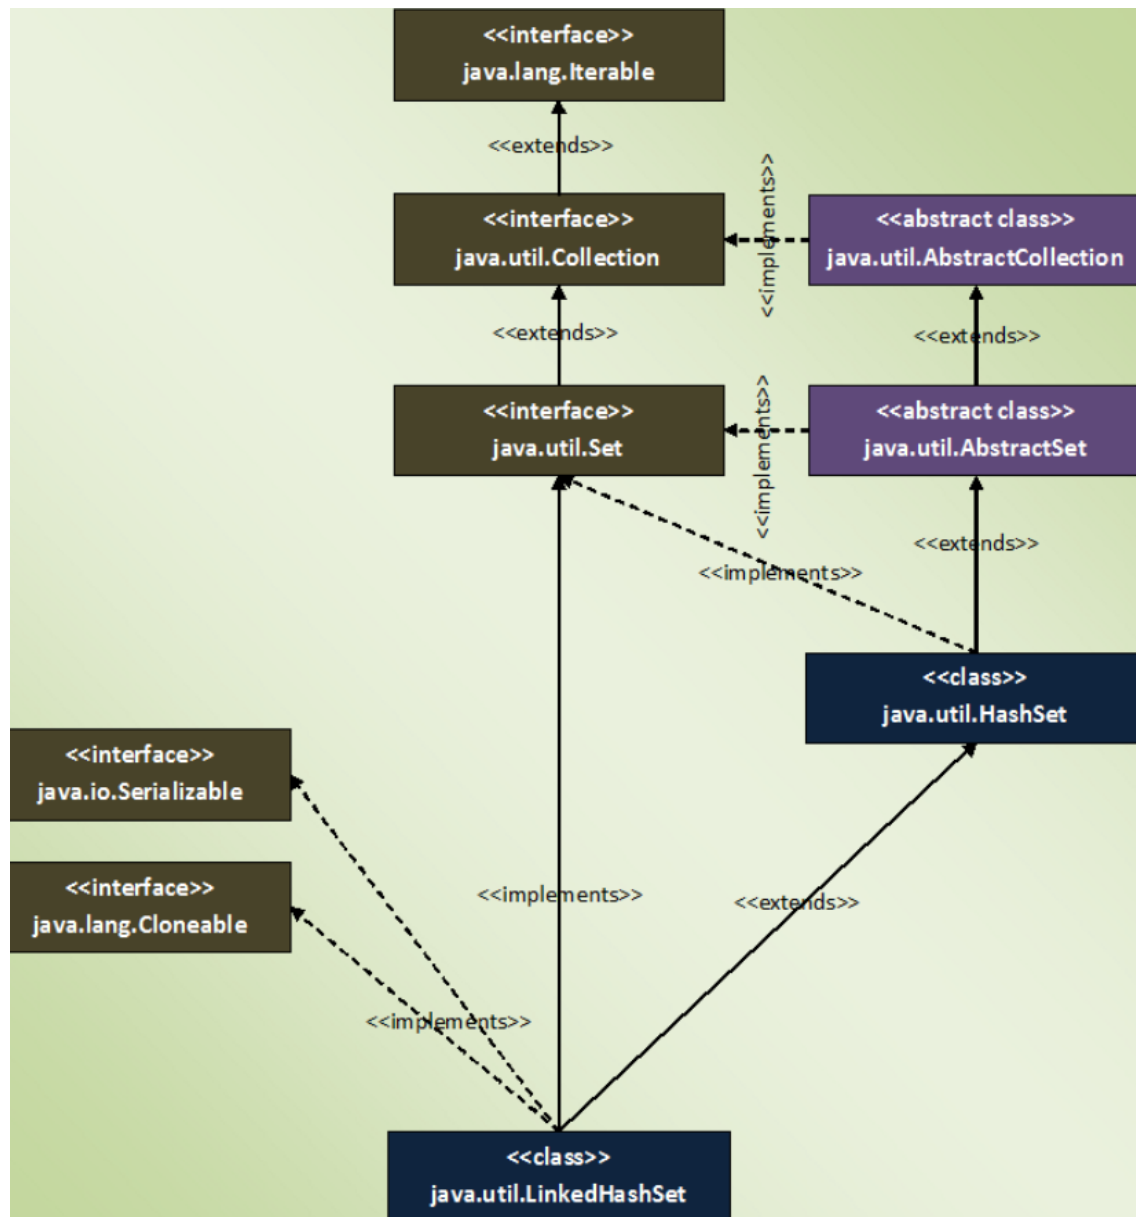 <<interface>>
java.lang.Iterable
<<extends>>
<<interface>>
java.util.Collection
<<implements>>
<<abstract class>>
java.util.AbstractCollection
<<extends>>
<<extends>>
<<interface>>
java.util.Set
<<implements>>
<<abstract class>>
java.util.AbstractSet
<<extends>>
<<implements>>
<<class>>
java.util.HashSet
<<interface>>
java.io.Serializable
<<interface>>
java.lang.Cloneable
<<implements>>
<<extends>>
<<implements>>
<<class>>
java.util.LinkedHashSet